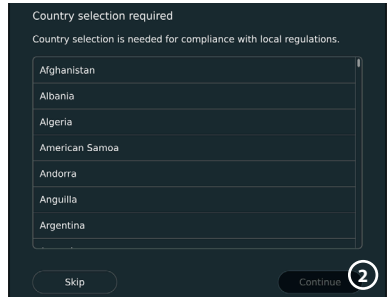 Country selection required
Country selection is needed for compliance with local regulations.
Afghanistan
Albania
Algeria
American Samoa
Andorra
Anguilla
Argentina
Skip
Continue
2